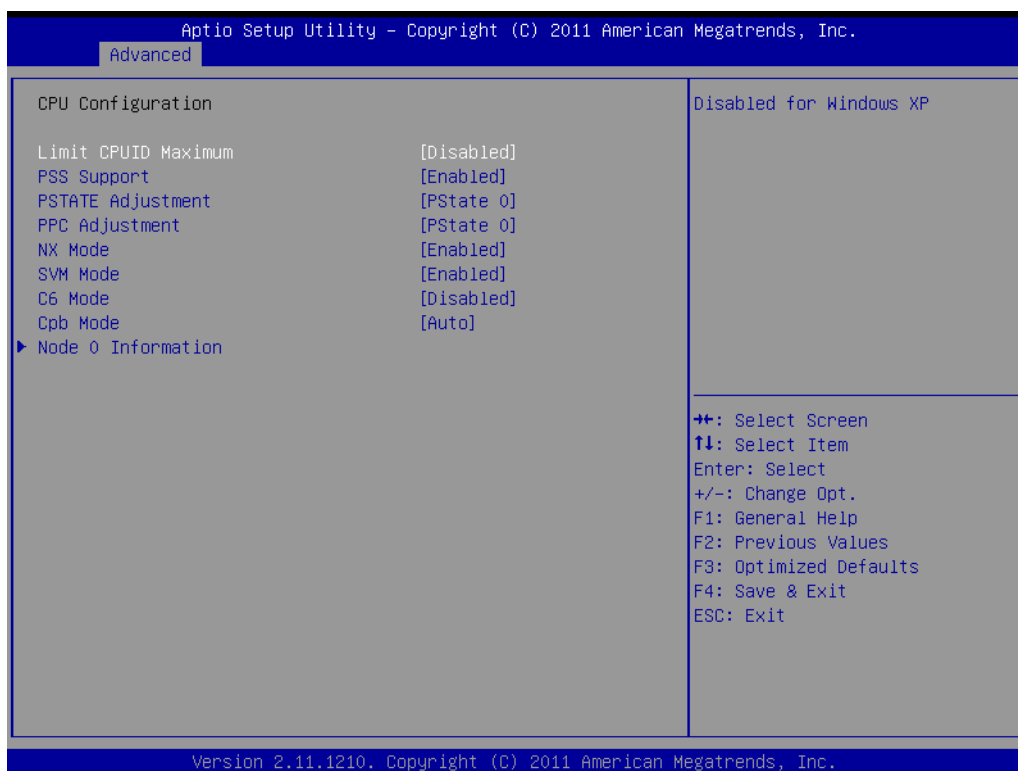 Aptio Setup Utility – Copyright (C) 2011 American Megatrends, Inc.
Advanced
CPU Configuration
Limit CPUID Maximum [Disabled]
PSS Support [Enabled]
PSTATE Adjustment [PState 0]
PPC Adjustment [PState 0]
NX Mode [Enabled]
SVM Mode [Enabled]
C6 Mode [Disabled]
Cpb Mode [Auto]
▶ Node 0 Information
Disabled for Windows XP
→←: Select Screen
↑↓: Select Item
Enter: Select
+/-: Change Opt.
F1: General Help
F2: Previous Values
F3: Optimized Defaults
F4: Save & Exit
ESC: Exit
Version 2.11.1210. Copyright (C) 2011 American Megatrends, Inc.